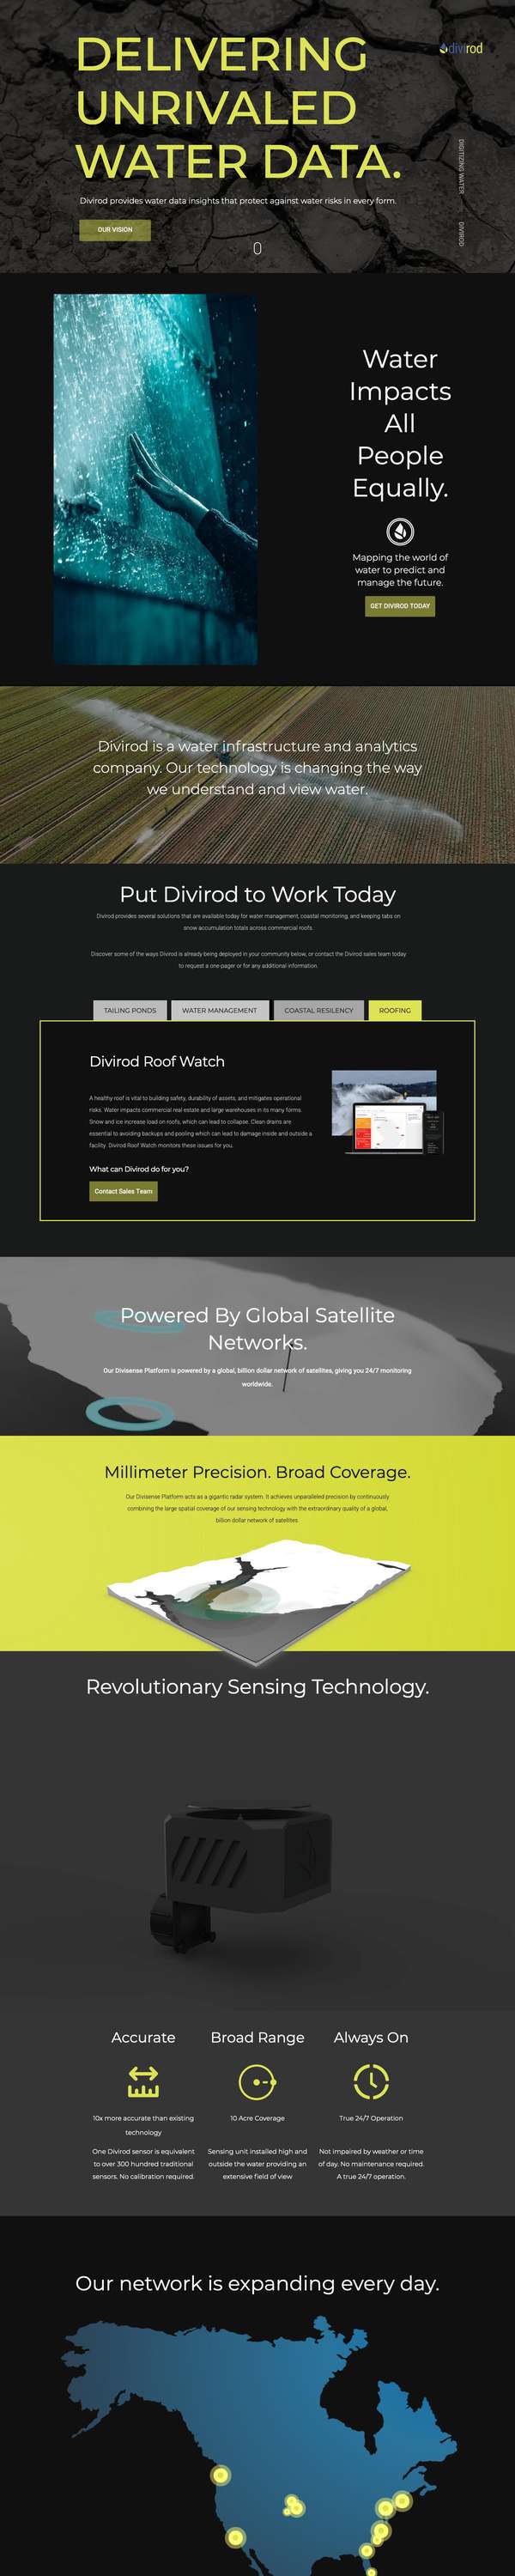 DELIVERING
UNRIVALED
WATER DATA.
divirod
DIGITIZING WATER
DIVIROD
Divirod provides water data insights that protect against water risks in every form.
OUR VISION
Water
Impacts
All
People
Equally.
Mapping the world of
water to predict and
manage the future.
GET DIVIROD TODAY
Divirod is a water infrastructure and analytics
company. Our technology is changing the way
we understand and view water.
Put Divirod to Work Today
Divirod provides several solutions that are available today for water management, coastal monitoring, and keeping tabs on
snow accumulation totals across commercial roofs.
Discover some of the ways Divirod is already being deployed in your community below, or contact the Divirod sales team today
to request a one-pager or for any additional information.
TAILING PONDS
WATER MANAGEMENT
COASTAL RESILENCY
ROOFING
Divirod Roof Watch
A healthy roof is vital to building safety, durability of assets, and mitigates operational
risks. Water impacts commercial real estate and large warehouses in its many forms.
Snow and ice increase load on roofs, which can lead to collapse. Clean drains are
essential to avoiding backups and pooling which can lead to damage inside and outside a
facility. Divirod Roof Watch monitors these issues for you.
What can Divirod do for you?
Contact Sales Team
Powered By Global Satellite
Networks.
Our Divisense Platform is powered by a global, billion dollar network of satellites, giving you 24/7 monitoring
worldwide.
Millimeter Precision. Broad Coverage.
Our Divisense Platform acts as a gigantic radar system. It achieves unparalleled precision by continuously
combining the large spatial coverage of our sensing technology with the extraordinary quality of a global,
billion dollar network of satellites.
Revolutionary Sensing Technology.
Accurate
10x more accurate than existing
technology
One Divirod sensor is equivalent
to over 300 hundred traditional
sensors. No calibration required.
Broad Range
10 Acre Coverage
Sensing unit installed high and
outside the water providing an
extensive field of view
Always On
True 24/7 Operation
Not impaired by weather or time
of day. No maintenance required.
A true 24/7 operation.
Our network is expanding every day.